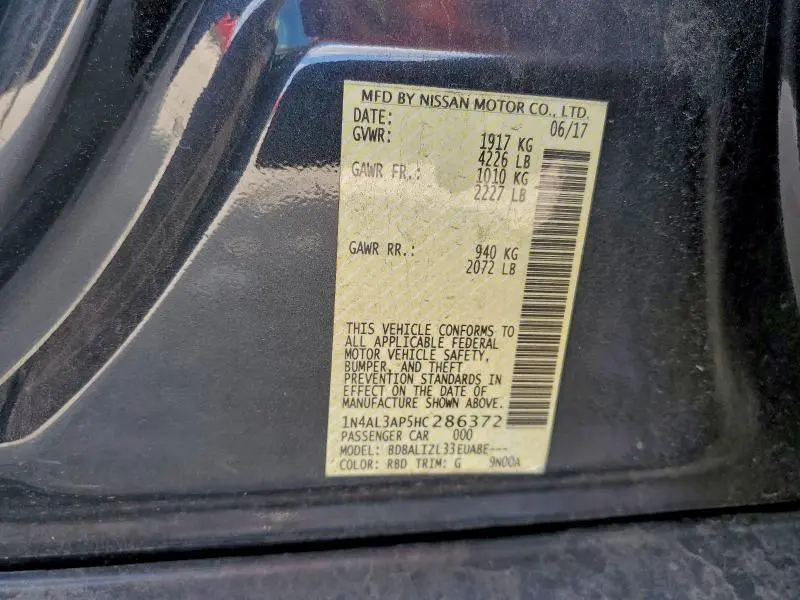 MFD BY NISSAN MOTOR CO., LTD.
DATE: 06/17
GVWR: 1917 KG
4226 LB
GAWR FR.: 1010 KG
2227 LB
GAWR RR.: 940 KG
2072 LB
THIS VEHICLE CONFORMS TO
ALL APPLICABLE FEDERAL
MOTOR VEHICLE SAFETY,
BUMPER, AND THEFT
PREVENTION STANDARDS IN
EFFECT ON THE DATE OF
MANUFACTURE SHOWN ABOVE.
1N4AL3AP5HC286372
PASSENGER CAR 000
MODEL: BDBALIZL33EUABE---
COLOR: RBD TRIM: G 9N00A